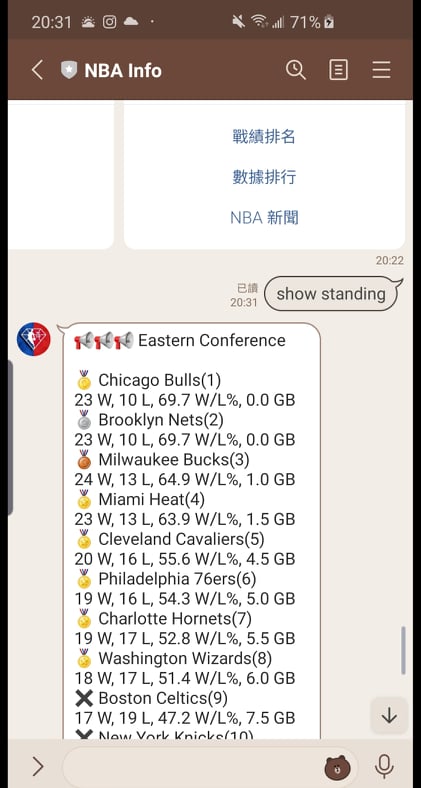 20:31
71%
NBA Info
戰績排名
數據排行
NBA 新聞
20:22
已讀
20:31
show standing
Eastern Conference
Chicago Bulls(1)
23 W, 10 L, 69.7 W/L%, 0.0 GB
Brooklyn Nets(2)
23 W, 10 L, 69.7 W/L%, 0.0 GB
Milwaukee Bucks(3)
24 W, 13 L, 64.9 W/L%, 1.0 GB
Miami Heat(4)
23 W, 13 L, 63.9 W/L%, 1.5 GB
Cleveland Cavaliers(5)
20 W, 16 L, 55.6 W/L%, 4.5 GB
Philadelphia 76ers(6)
19 W, 16 L, 54.3 W/L%, 5.0 GB
Charlotte Hornets(7)
19 W, 17 L, 52.8 W/L%, 5.5 GB
Washington Wizards(8)
18 W, 17 L, 51.4 W/L%, 6.0 GB
Boston Celtics(9)
17 W, 19 L, 47.2 W/L%, 7.5 GB
New York Knicks(10)